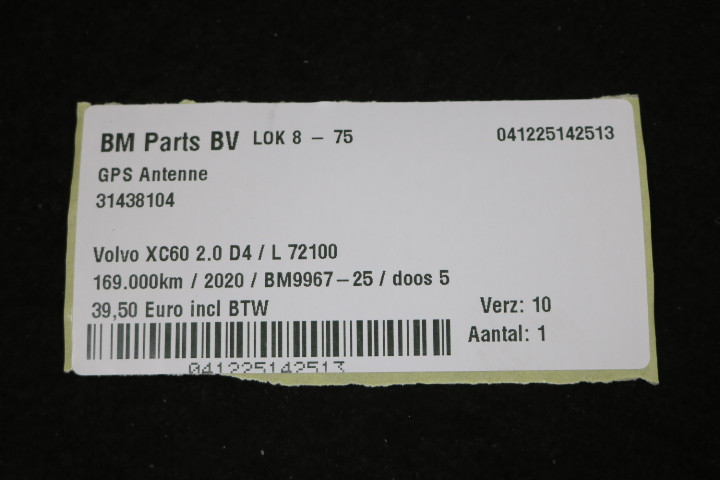 BM Parts BV LOK 8 – 75 041225142513
GPS Antenne
31438104
Volvo XC60 2.0 D4 / L 72100
169.000km / 2020 / BM9967–25 / doos 5
39,50 Euro incl BTW Verz: 10
Aantal: 1
041225142513